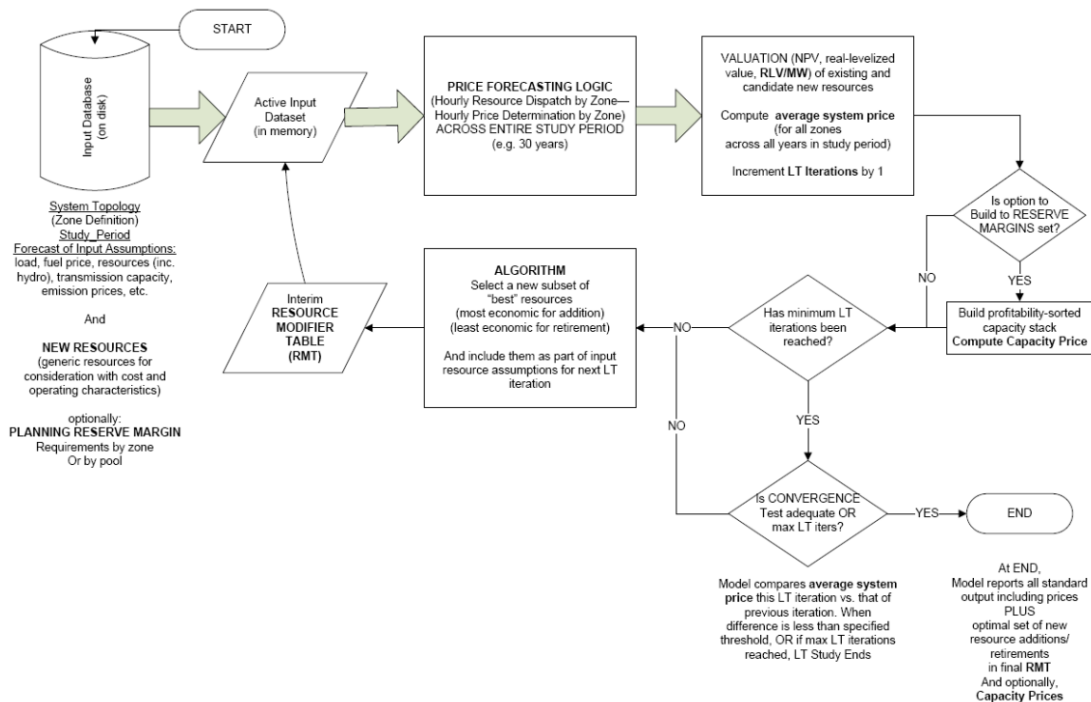 START
Input Database
(on disk)
System Topology
(Zone Definition)
Study_Period
Forecast of Input Assumptions:
load, fuel price, resources (inc.
hydro), transmission capacity,
emission prices, etc.
And
NEW RESOURCES
(generic resources for
consideration with cost and
operating characteristics)
optionally:
PLANNING RESERVE MARGIN
Requirements by zone
Or by pool
Active Input
Dataset
(in memory)
PRICE FORECASTING LOGIC
(Hourly Resource Dispatch by Zone—
Hourly Price Determination by Zone)
ACROSS ENTIRE STUDY PERIOD
(e.g. 30 years)
VALUATION (NPV, real-levelized
value, RLV/MW) of existing and
candidate new resources
Compute average system price
(for all zones
across all years in study period)
Increment LT Iterations by 1
Is option to
Build to RESERVE
MARGINS set?
NO
YES
Build profitability-sorted
capacity stack
Compute Capacity Price
Has minimum LT
iterations been
reached?
NO
YES
ALGORITHM
Select a new subset of
"best" resources
(most economic for addition)
(least economic for retirement)
And include them as part of input
resource assumptions for next LT
iteration
Interim
RESOURCE
MODIFIER
TABLE
(RMT)
Is CONVERGENCE
Test adequate OR
max LT iters?
NO
YES
END
Model compares average system
price this LT iteration vs. that of
previous iteration. When
difference is less than specified
threshold, OR if max LT iterations
reached, LT Study Ends
At END,
Model reports all standard
output including prices
PLUS
optimal set of new
resource additions/
retirements
in final RMT
And optionally,
Capacity Prices